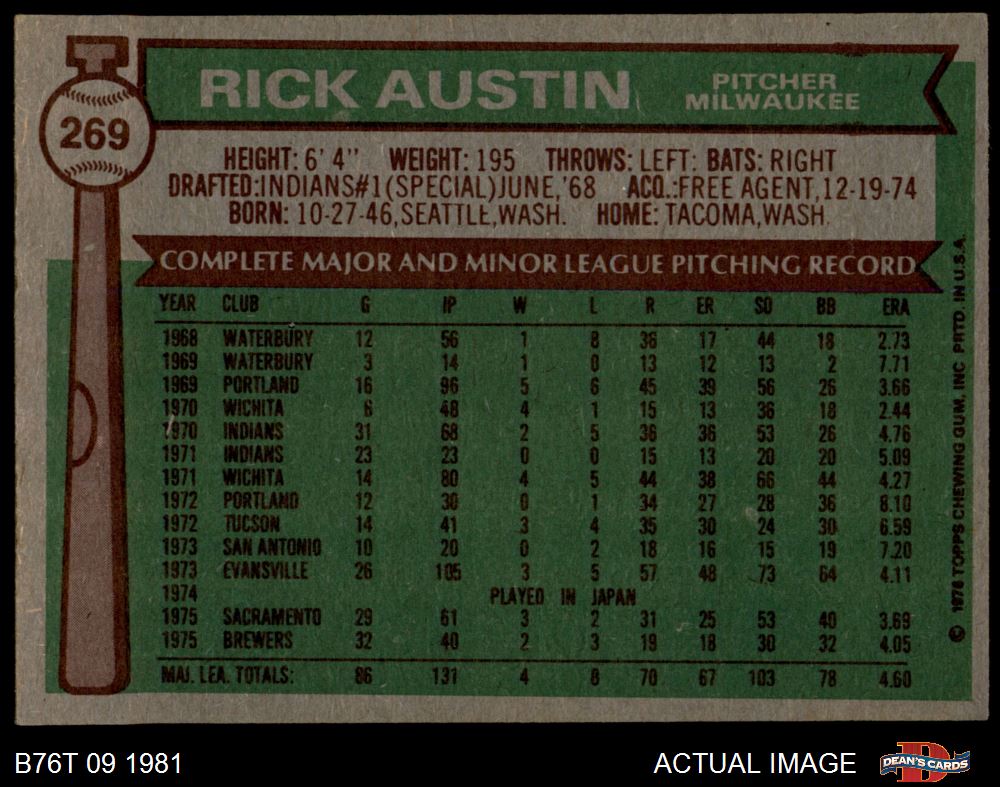 RICK AUSTIN PITCHER
MILWAUKEE
269
HEIGHT: 6' 4" WEIGHT: 195 THROWS: LEFT: BATS: RIGHT
DRAFTED:INDIANS#1(SPECIAL)JUNE,'68 ACQ.:FREE AGENT,12-19-74
BORN: 10-27-46,SEATTLE,WASH. HOME: TACOMA,WASH.
COMPLETE MAJOR AND MINOR LEAGUE PITCHING RECORD
YEAR CLUB G IP W L R ER SO BB ERA
1968 WATERBURY 12 56 1 8 36 17 44 18 2.73
1969 WATERBURY 3 14 1 0 13 12 13 2 7.71
1969 PORTLAND 16 96 5 6 45 39 56 26 3.66
1970 WICHITA 6 48 4 1 15 13 36 18 2.44
1970 INDIANS 31 68 2 5 36 36 53 26 4.76
1971 INDIANS 23 23 0 0 15 13 20 20 5.09
1971 WICHITA 14 80 4 5 44 38 66 44 4.27
1972 PORTLAND 12 30 0 1 34 27 28 36 8.10
1972 TUCSON 14 41 3 4 35 30 24 30 6.59
1973 SAN ANTONIO 10 20 0 2 18 16 15 19 7.20
1973 EVANSVILLE 26 105 3 5 57 48 73 64 4.11
1974 PLAYED IN JAPAN
1975 SACRAMENTO 29 61 3 2 31 25 53 40 3.69
1975 BREWERS 32 40 2 3 19 18 30 32 4.05
MAJ. LEA. TOTALS: 86 131 4 8 70 67 103 78 4.60
© 1976 TOPPS CHEWING GUM, INC PRTD. IN U.S.A.
B76T 09 1981 ACTUAL IMAGE DEAN'S CARDS